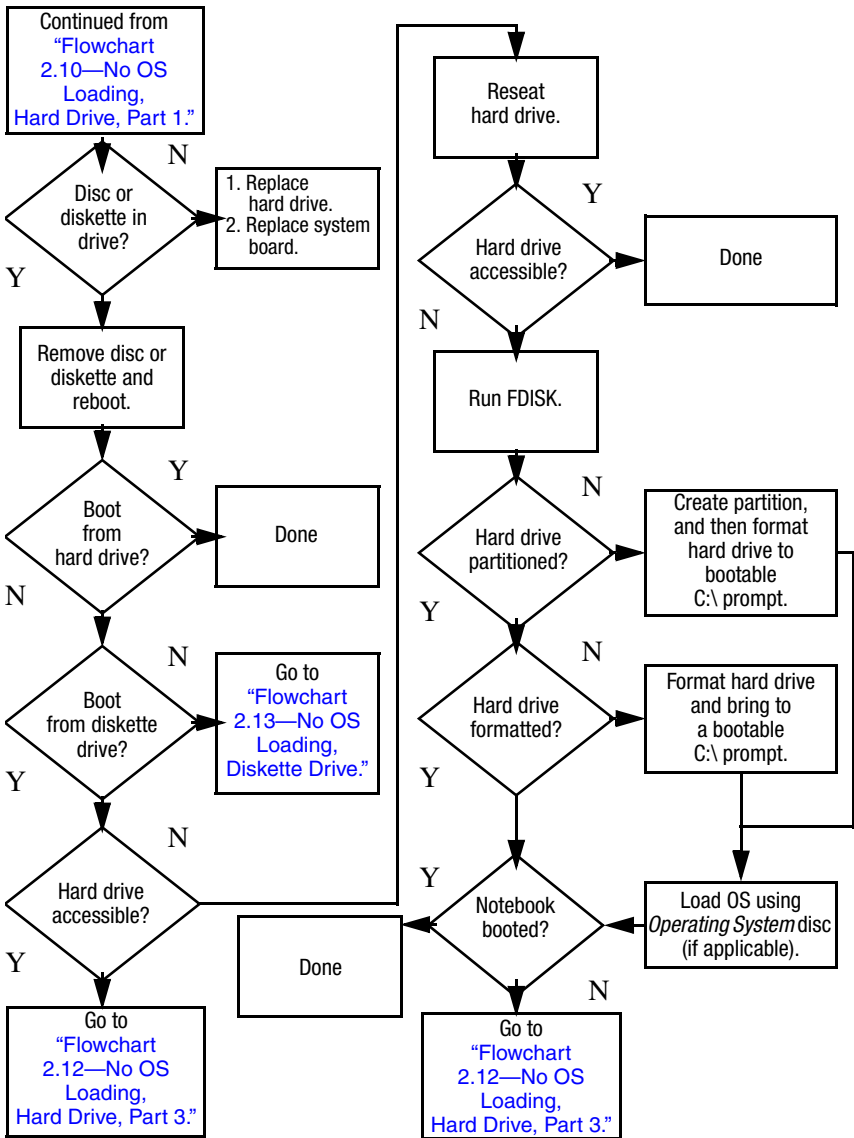 Continued from
“Flowchart
2.10—No OS
Loading,
Hard Drive, Part 1.”
N
Disc or
diskette in
drive?
1. Replace
hard drive.
2. Replace system
board.
Y
Remove disc or
diskette and
reboot.
Y
Boot
from
hard drive?
Done
N
N
Boot
from diskette
drive?
Go to
“Flowchart
2.13—No OS
Loading,
Diskette Drive.”
Y
N
Hard drive
accessible?
Y
Go to
“Flowchart
2.12—No OS
Loading,
Hard Drive, Part 3.”
Reseat
hard drive.
Y
Hard drive
accessible?
Done
N
Run FDISK.
N
Hard drive
partitioned?
Create partition,
and then format
hard drive to
bootable
C:\ prompt.
Y
N
Hard drive
formatted?
Format hard drive
and bring to
a bootable
C:\ prompt.
Y
Y
Notebook
booted?
Load OS using
Operating System disc
(if applicable).
Done
N
Go to
“Flowchart
2.12—No OS
Loading,
Hard Drive, Part 3.”